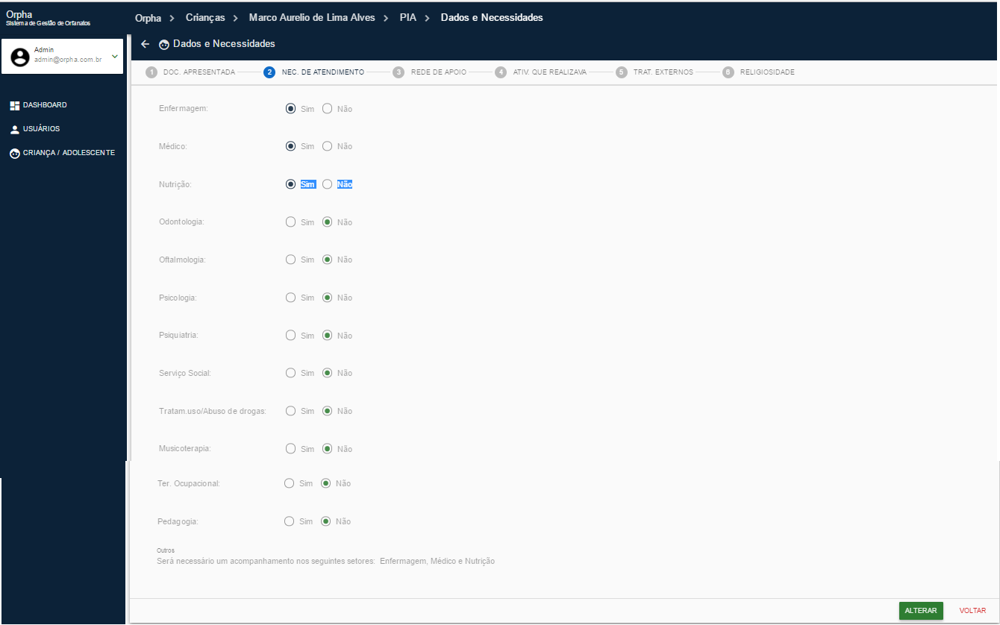 Orpha
Sistema de Gestão de Orfanatos
Orpha > Crianças > Marco Aurelio de Lima Alves > PIA > Dados e Necessidades
Dados e Necessidades
Admin
admin@orpha.com.br
1 DOC. APRESENTADA 2 NEC. DE ATENDIMENTO 3 REDE DE APOIO 4 ATIV. QUE REALIZAVA 5 TRAT. EXTERNOS 6 RELIGIOSIDADE
DASHBOARD
USUÁRIOS
CRIANÇA / ADOLESCENTE
Enfermagem: Sim Não
Médico: Sim Não
Nutrição: Sim Não
Odontologia: Sim Não
Oftalmologia: Sim Não
Psicologia: Sim Não
Psiquiatria: Sim Não
Serviço Social: Sim Não
Tratam.uso/Abuso de drogas: Sim Não
Musicoterapia: Sim Não
Ter. Ocupacional: Sim Não
Pedagogia: Sim Não
Outros
Será necessário um acompanhamento nos seguintes setores: Enfermagem, Médico e Nutrição
ALTERAR VOLTAR